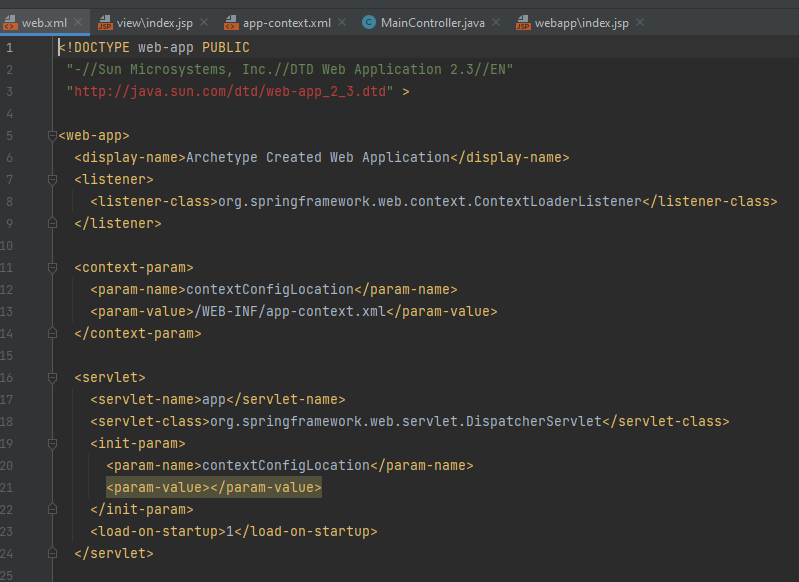 web.xml view\index.jsp app-context.xml MainController.java webapp\index.jsp
1 <!DOCTYPE web-app PUBLIC
2 "-//Sun Microsystems, Inc.//DTD Web Application 2.3//EN"
3 "http://java.sun.com/dtd/web-app_2_3.dtd" >
4
5 <web-app>
6 <display-name>Archetype Created Web Application</display-name>
7 <listener>
8 <listener-class>org.springframework.web.context.ContextLoaderListener</listener-class>
9 </listener>
10
11 <context-param>
12 <param-name>contextConfigLocation</param-name>
13 <param-value>/WEB-INF/app-context.xml</param-value>
14 </context-param>
15
16 <servlet>
17 <servlet-name>app</servlet-name>
18 <servlet-class>org.springframework.web.servlet.DispatcherServlet</servlet-class>
19 <init-param>
20 <param-name>contextConfigLocation</param-name>
21 <param-value></param-value>
22 </init-param>
23 <load-on-startup>1</load-on-startup>
24 </servlet>
25